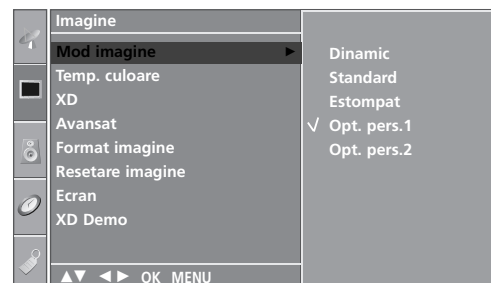 Imagine
Mod imagine ►
Temp. culoare
XD
Avansat
Format imagine
Resetare imagine
Ecran
XD Demo
▲▼ ◄► OK MENU
Dinamic
Standard
Estompat
√ Opt. pers.1
Opt. pers.2